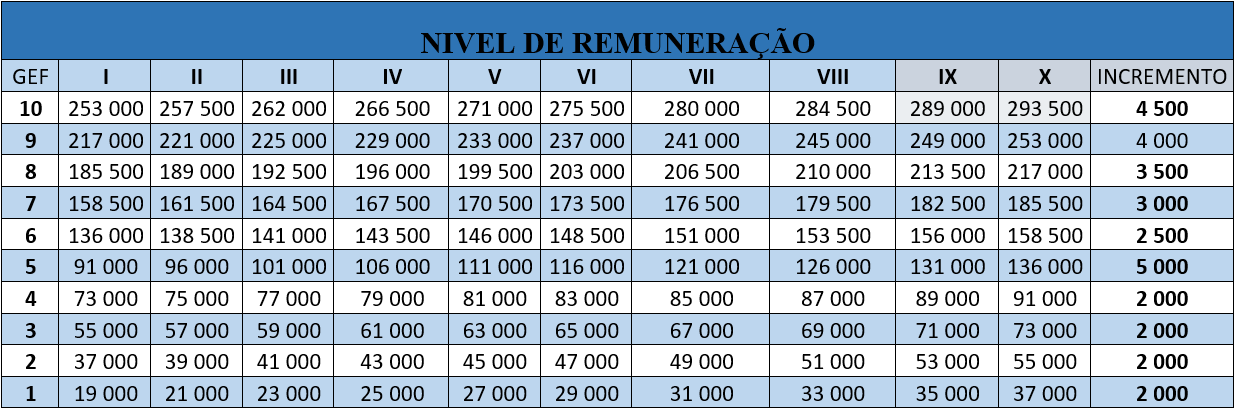 NIVEL DE REMUNERAÇÃO
GEF I II III IV V VI VII VIII IX X INCREMENTO
10 253 000 257 500 262 000 266 500 271 000 275 500 280 000 284 500 289 000 293 500 4 500
9 217 000 221 000 225 000 229 000 233 000 237 000 241 000 245 000 249 000 253 000 4 000
8 185 500 189 000 192 500 196 000 199 500 203 000 206 500 210 000 213 500 217 000 3 500
7 158 500 161 500 164 500 167 500 170 500 173 500 176 500 179 500 182 500 185 500 3 000
6 136 000 138 500 141 000 143 500 146 000 148 500 151 000 153 500 156 000 158 500 2 500
5 91 000 96 000 101 000 106 000 111 000 116 000 121 000 126 000 131 000 136 000 5 000
4 73 000 75 000 77 000 79 000 81 000 83 000 85 000 87 000 89 000 91 000 2 000
3 55 000 57 000 59 000 61 000 63 000 65 000 67 000 69 000 71 000 73 000 2 000
2 37 000 39 000 41 000 43 000 45 000 47 000 49 000 51 000 53 000 55 000 2 000
1 19 000 21 000 23 000 25 000 27 000 29 000 31 000 33 000 35 000 37 000 2 000